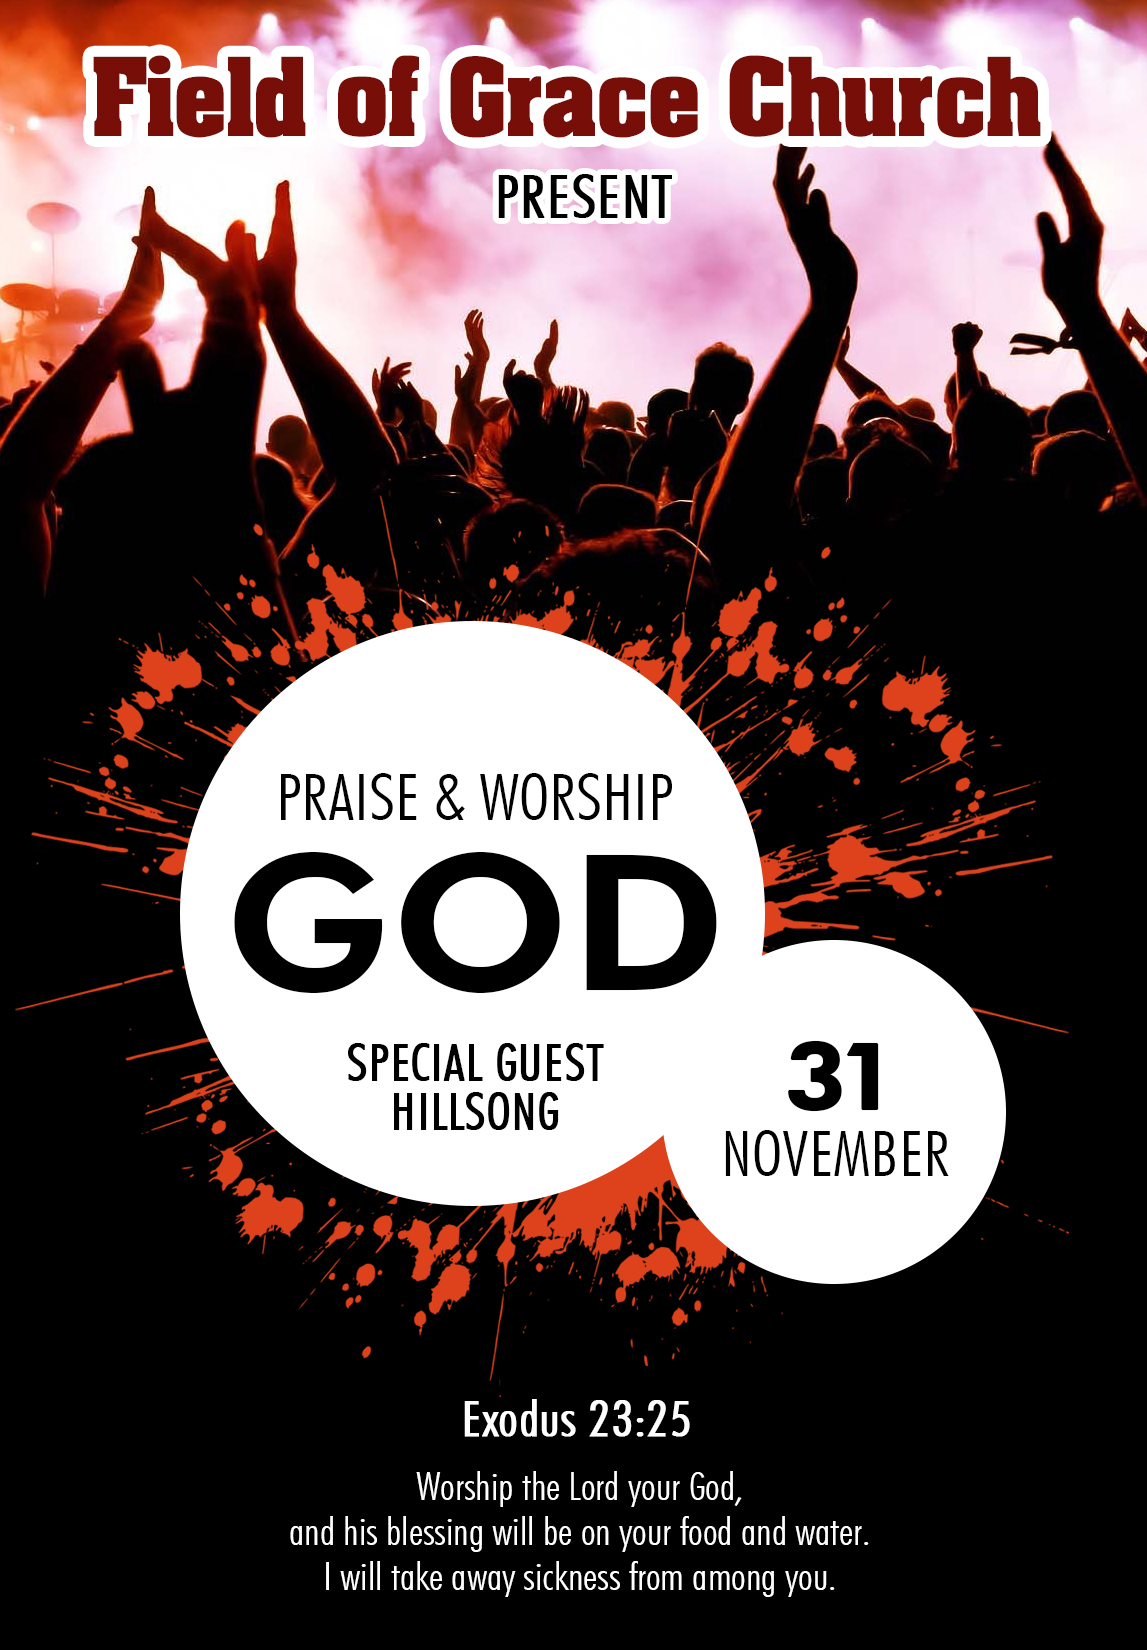 Field of Grace Church
PRESENT
PRAISE & WORSHIP
GOD
SPECIAL GUEST
HILLSONG
31
NOVEMBER
Exodus 23:25
Worship the Lord your God,
and his blessing will be on your food and water.
I will take away sickness from among you.